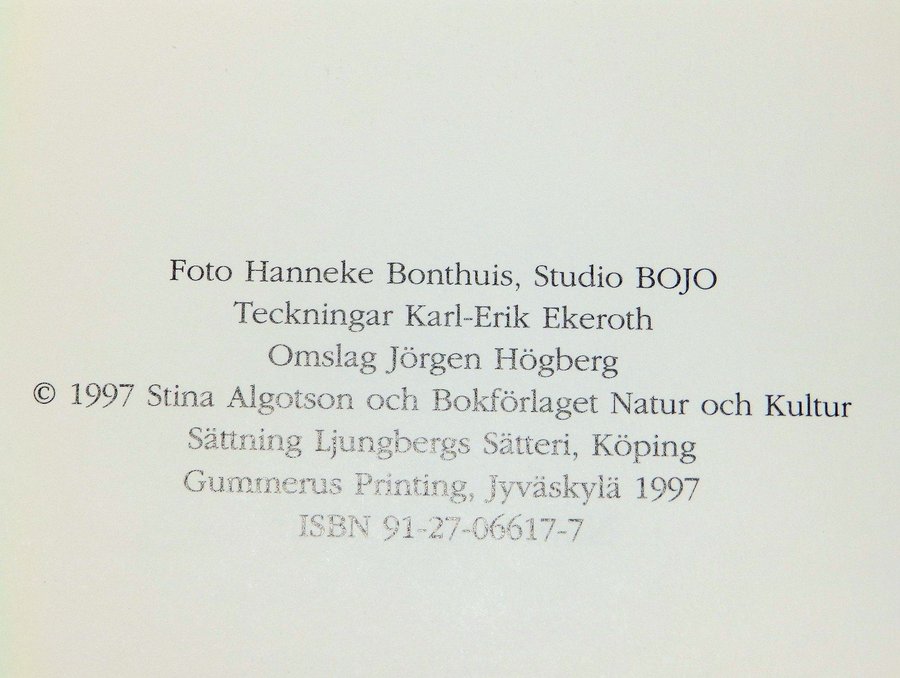 Foto Hanneke Bonthuis, Studio BOJO
Teckningar Karl-Erik Ekeroth
Omslag Jörgen Högberg
© 1997 Stina Algotson och Bokförlaget Natur och Kultur
Sättning Ljungbergs Sätteri, Köping
Gummerus Printing, Jyväskylä 1997
ISBN 91-27-06617-7